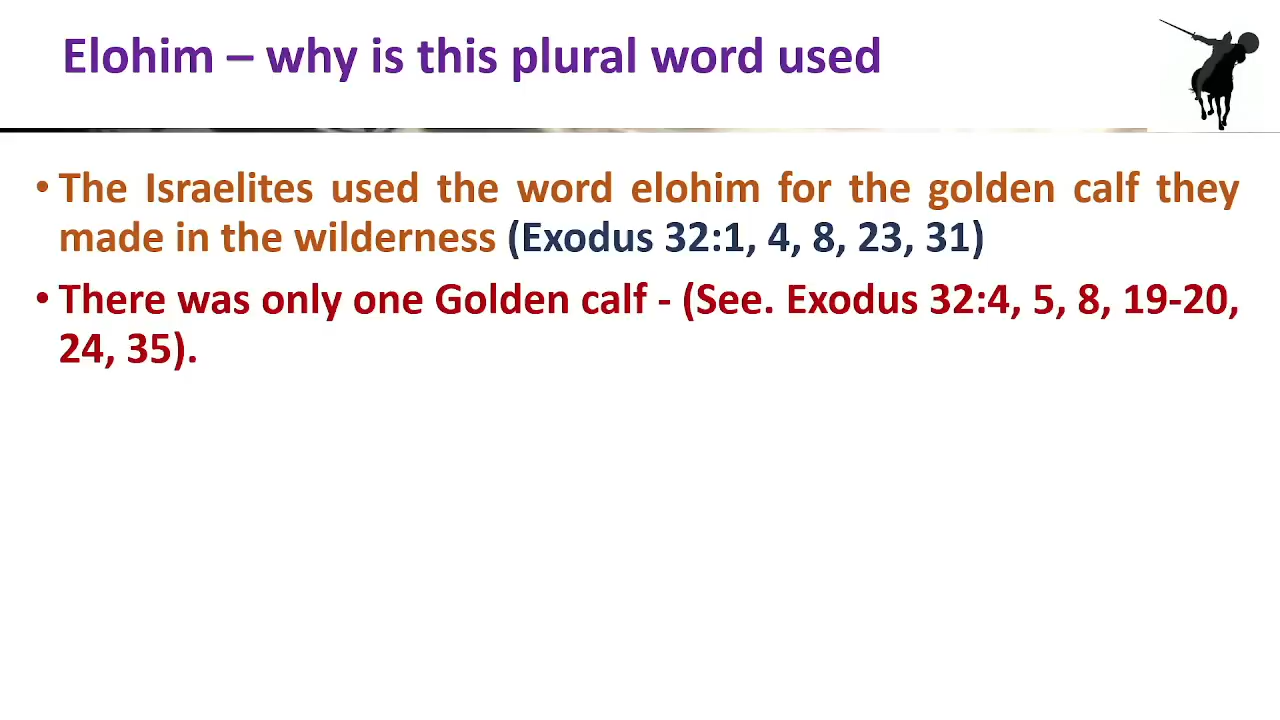 Elohim – why is this plural word used
• The Israelites used the word elohim for the golden calf they
made in the wilderness (Exodus 32:1, 4, 8, 23, 31)
• There was only one Golden calf - (See. Exodus 32:4, 5, 8, 19-20,
24, 35).